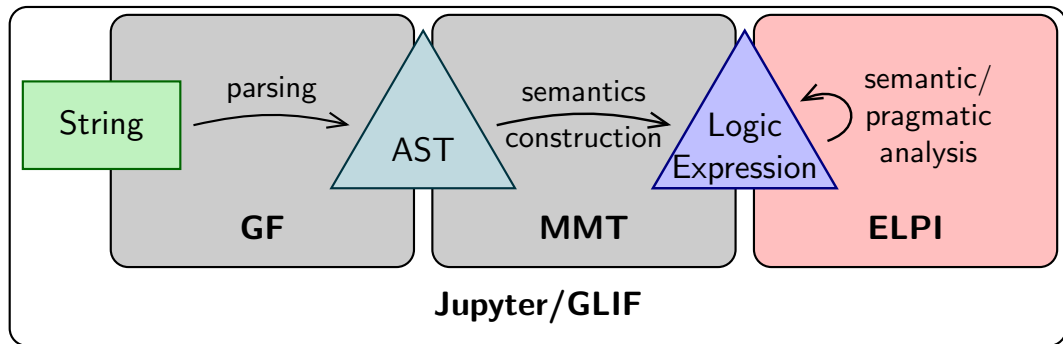 String
parsing
AST
semantics
construction
Logic
Expression
semantic/
pragmatic
analysis
GF
MMT
ELPI
Jupyter/GLIF